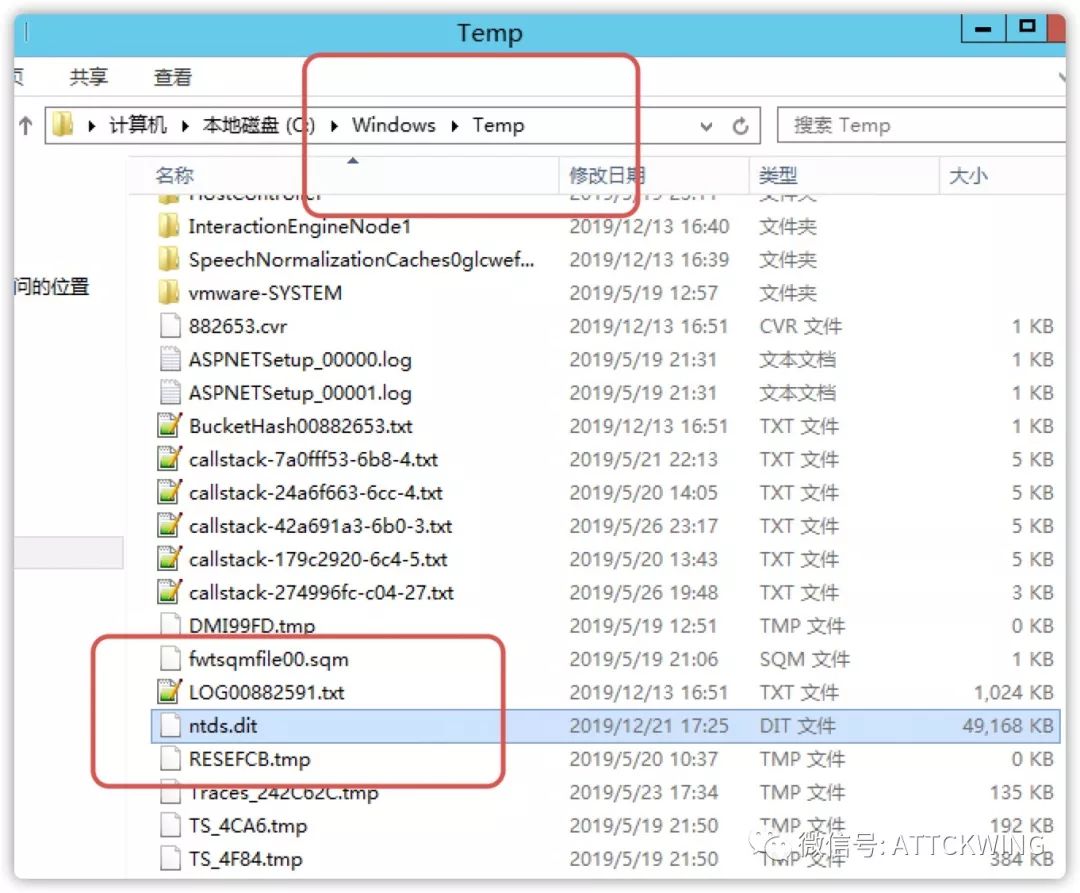 Temp
共享 查看
计算机 本地磁盘 (C:) Windows Temp 搜索 Temp
名称 修改日期 类型 大小
HostController 2019/5/19 23:11 文件夹
InteractionEngineNode1 2019/12/13 16:40 文件夹
SpeechNormalizationCaches0glcwef... 2019/12/13 16:39 文件夹
问的位置
vmware-SYSTEM 2019/5/19 12:57 文件夹
882653.cvr 2019/12/13 16:51 CVR 文件 1 KB
ASPNETSetup_00000.log 2019/5/19 21:31 文本文档 1 KB
ASPNETSetup_00001.log 2019/5/19 21:31 文本文档 1 KB
BucketHash00882653.txt 2019/12/13 16:51 TXT 文件 1 KB
callstack-7a0fff53-6b8-4.txt 2019/5/21 22:13 TXT 文件 5 KB
callstack-24a6f663-6cc-4.txt 2019/5/20 14:05 TXT 文件 5 KB
callstack-42a691a3-6b0-3.txt 2019/5/26 23:17 TXT 文件 5 KB
callstack-179c2920-6c4-5.txt 2019/5/20 13:43 TXT 文件 5 KB
callstack-274996fc-c04-27.txt 2019/5/26 19:48 TXT 文件 3 KB
DMI99FD.tmp 2019/5/19 12:51 TMP 文件 0 KB
fwtsqmfile00.sqm 2019/5/19 21:06 SQM 文件 1 KB
LOG00882591.txt 2019/12/13 16:51 TXT 文件 1,024 KB
ntds.dit 2019/12/21 17:25 DIT 文件 49,168 KB
RESEFCB.tmp 2019/5/20 10:37 TMP 文件 0 KB
Traces_242C62C.tmp 2019/5/23 17:34 TMP 文件 135 KB
TS_4CA6.tmp 2019/5/19 21:50 TMP 文件 192 KB
微信号: ATTCKWING
TS_4F84.tmp 2019/5/19 21:50 TMP 文件 384 KB